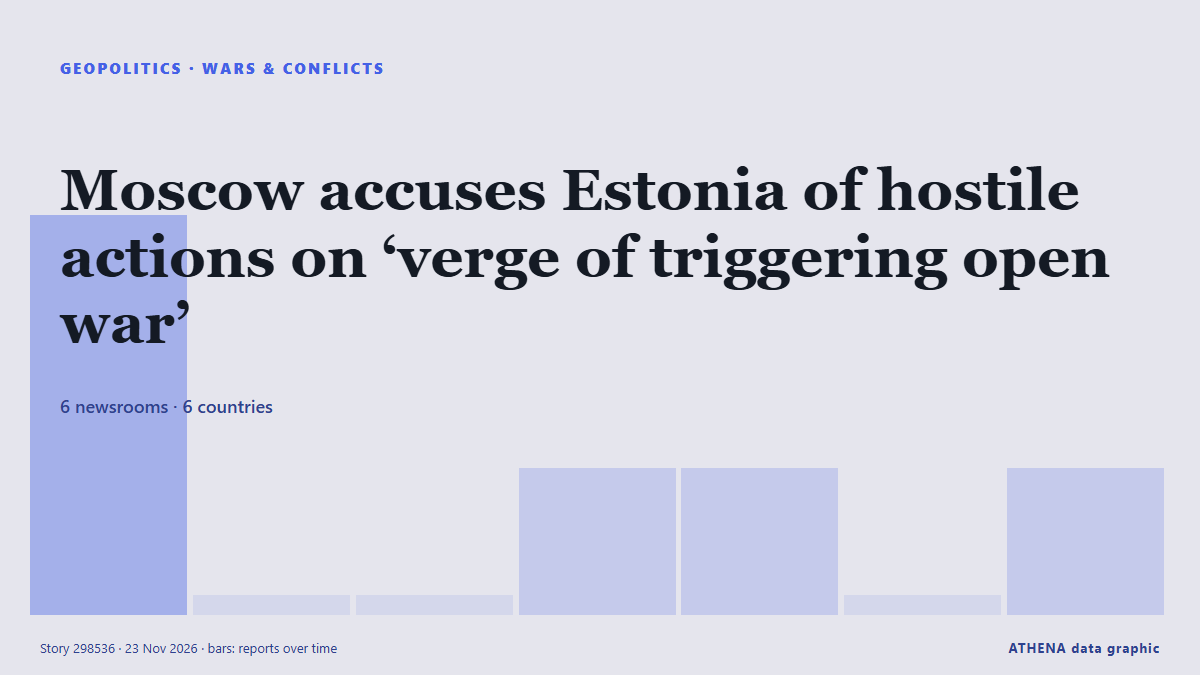 GEOPOLITICS · WARS & CONFLICTS
Moscow accuses Estonia of hostile
actions on ‘verge of triggering open
war’
6 newsrooms · 6 countries
Story 298536 · 23 Nov 2026 · bars: reports over time
ATHENA data graphic